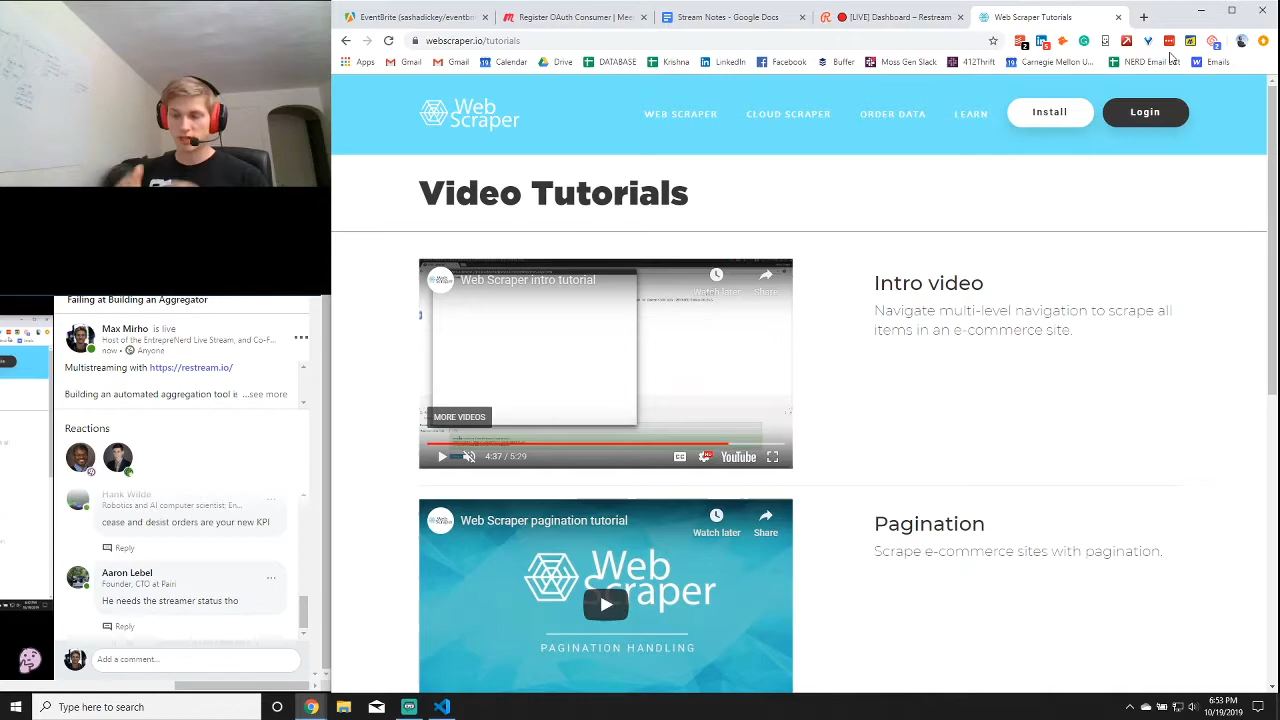 EventBrite (sashadickey/eventbr
Register OAuth Consumer | Mee
Stream Notes - Google Docs
[LIVE] Dashboard – Restream
Web Scraper Tutorials
webscraper.io/tutorials
2
5
2
Apps
Gmail
Gmail
Calendar
Drive
DATABASE
Krishna
LinkedIn
Facebook
Buffer
Moss Gen Slack
412Thrift
Carnegie Mellon U...
NERD Email
Emails
Web Scraper
WEB SCRAPER
CLOUD SCRAPER
ORDER DATA
LEARN
Install
Login
Video Tutorials
Web Scraper intro tutorial
Watch later
Share
MORE VIDEOS
4:37 / 5:29
CC
HD
YouTube
Intro video
Navigate multi-level navigation to scrape all
items in an e-commerce site.
Web Scraper pagination tutorial
Watch later
Share
Web
Scraper
PAGINATION HANDLING
Pagination
Scrape e-commerce sites with pagination.
Failing at Building an Aggregator
Max Mirho is live
Host of the EntrepreNerd Live Stream, and Co-F...
now • Anyone
Multistreaming with https://restream.io/
Building an automated aggregation tool i ...see more
Reactions
Hank Wilde
Robotics and AI computer scientist; En...
cease and desist orders are your new KPI
Reply
Aaron Lebel
Founder, CTO at Pairi
He needs the streamer status tho
Reply
Add a comment...
Type here to search
6:53 PM
10/19/2019